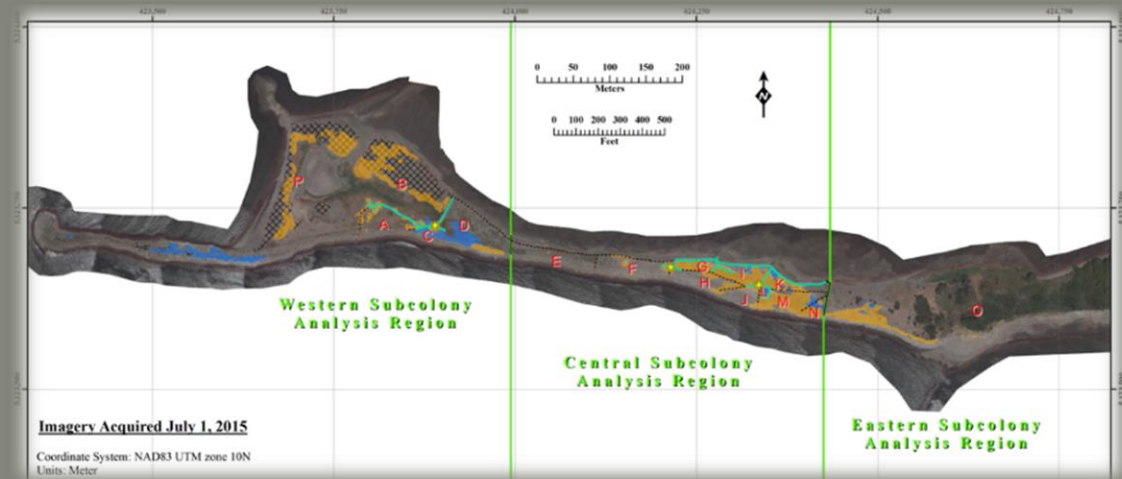 423,500 423,750 424,000 424,250 424,500 424,750
0 50 100 150 200
Meters
N
0 100 200 300 400 500
Feet
P
B
A
C
D
E
F
G
H
I
J
K
L
M
N
O
Western Subcolony
Analysis Region
Central Subcolony
Analysis Region
Eastern Subcolony
Analysis Region
Imagery Acquired July 1, 2015
Coordinate System: NAD83 UTM zone 10N
Units: Meter